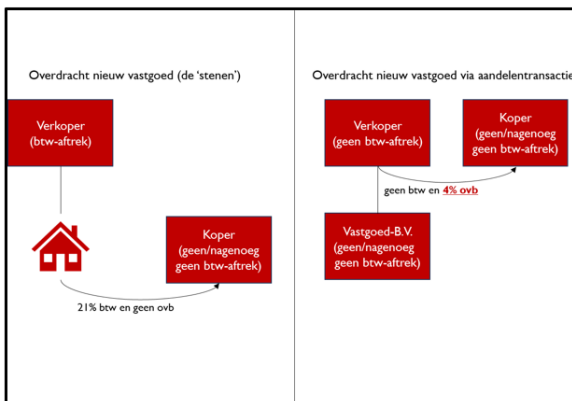 Overdracht nieuw vastgoed (de ‘stenen’)
Verkoper
(btw-aftrek)
Koper
(geen/nagenoeg
geen btw-aftrek)
21% btw en geen ovb
Overdracht nieuw vastgoed via aandelentransactie
Verkoper
(geen btw-aftrek)
Koper
(geen/nagenoeg
geen btw-aftrek)
geen btw en 4% ovb
Vastgoed-B.V.
(geen/nagenoeg
geen btw-aftrek)